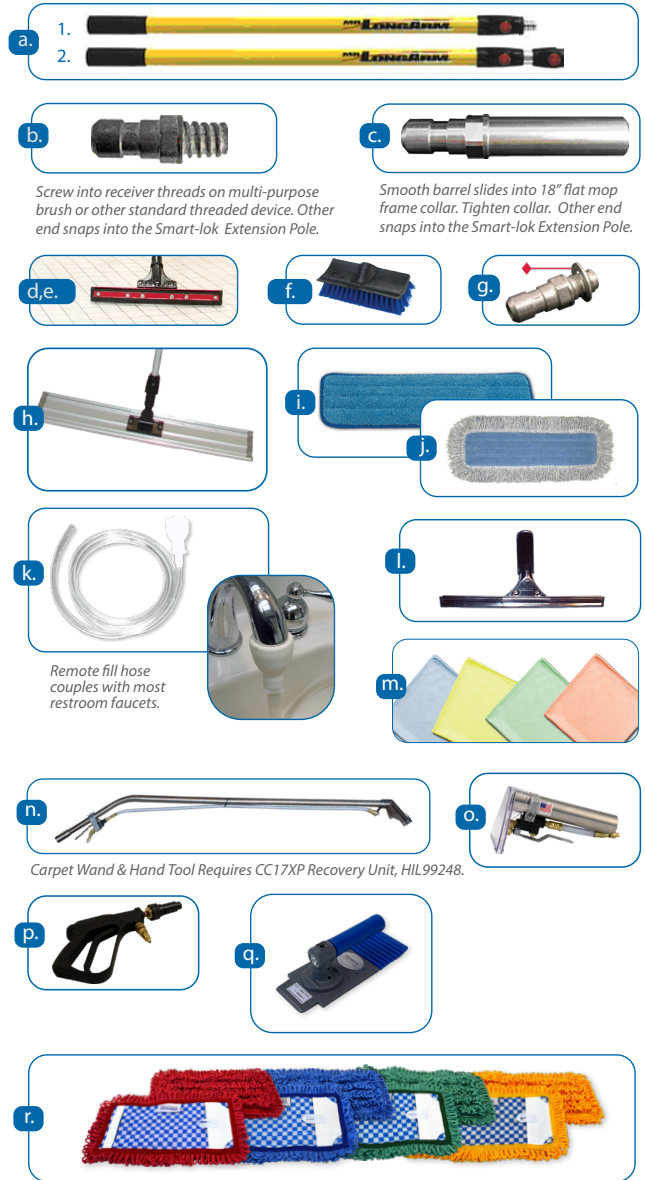 a.
1.
MR. LONGARM
2.
MR. LONGARM
b.
c.
Screw into receiver threads on multi-purpose
brush or other standard threaded device. Other
end snaps into the Smart-lok Extension Pole.
Smooth barrel slides into 18” flat mop
frame collar. Tighten collar. Other end
snaps into the Smart-lok Extension Pole.
d,e.
f.
g.
h.
i.
j.
k.
l.
Remote fill hose
couples with most
restroom faucets.
m.
n.
o.
Carpet Wand & Hand Tool Requires CC17XP Recovery Unit, HIL99248.
p.
q.
r.